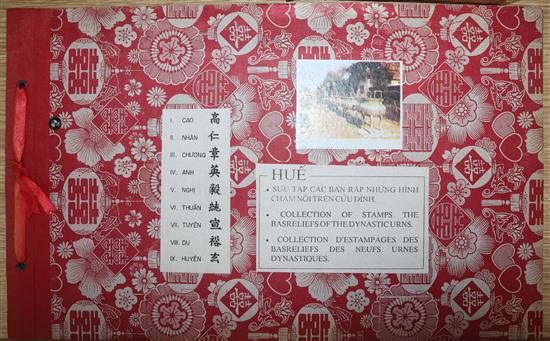 I. CAO 高
II. NHÂN 仁
III. CHƯƠNG 章
IV. ANH 英
V. NGHỊ 毅
VI. THUẦN 純
VII. TUYÊN 宣
VIII. DỤ 裕
IX. HUYỀN 玄
HUẾ
• SƯU TẬP CÁC BẢN RẬP NHỮNG HÌNH
CHẠM NỔI TRÊN CỬU ĐỈNH.
• COLLECTION OF STAMPS THE
BASRELIEFS OF THE DYNASTIC URNS.
• COLLECTION D'ESTAMPAGES DES
BASRELIEFS DES NEUFS URNES
DYNASTIQUES.